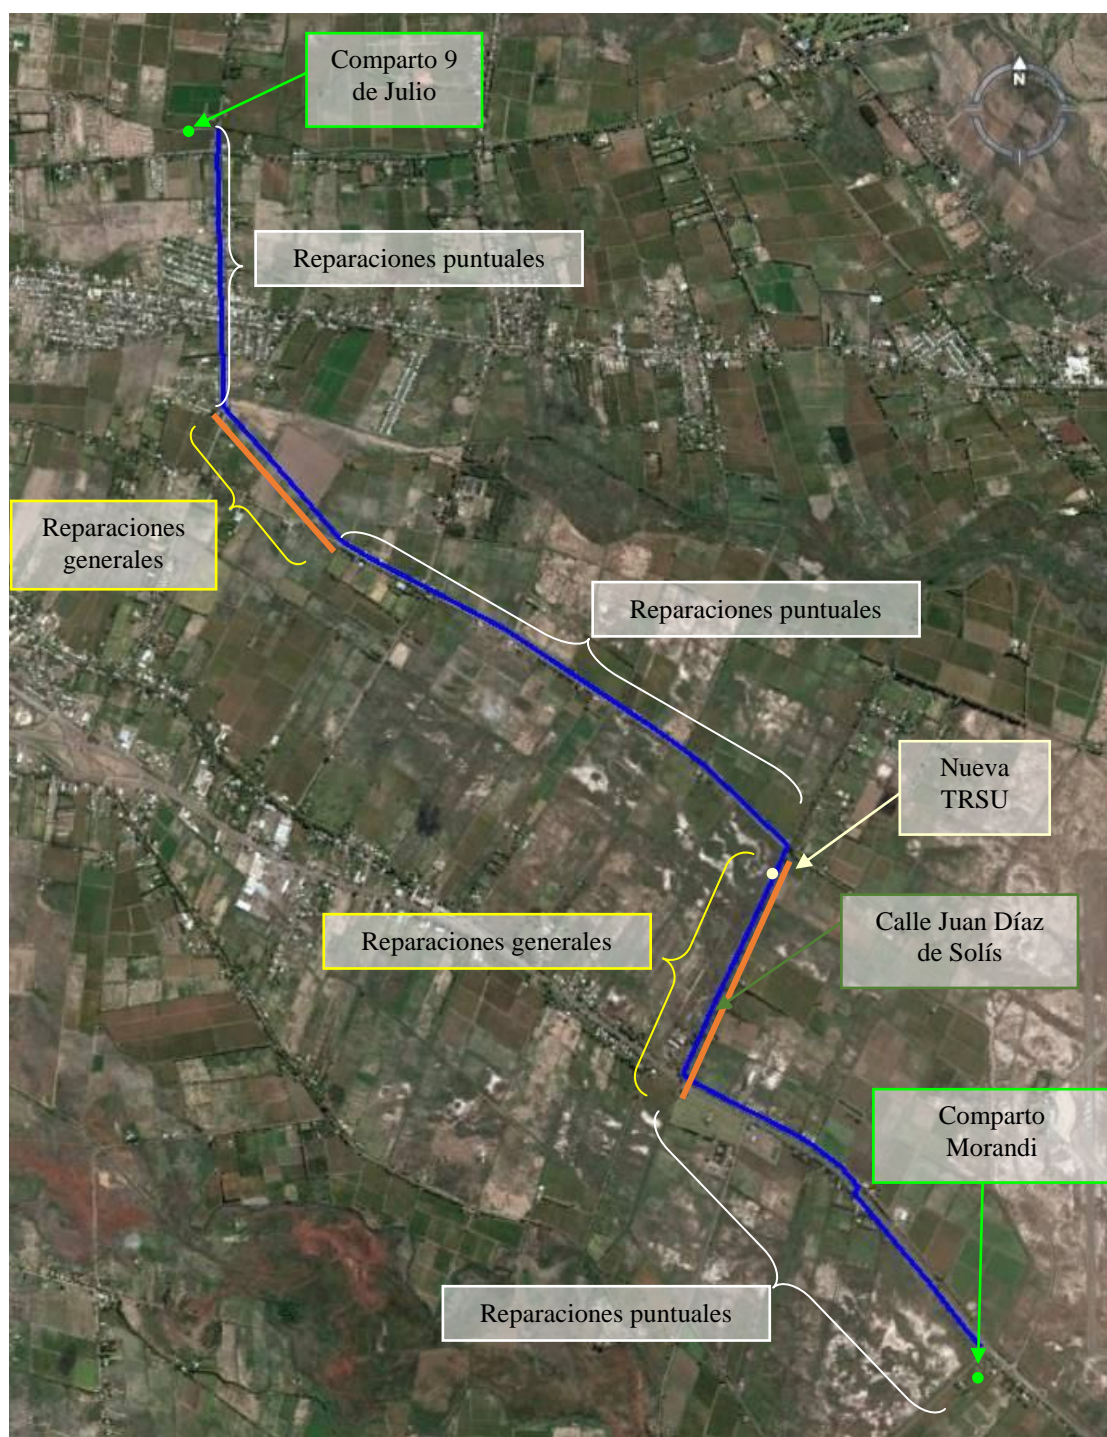 Comparto 9
de Julio
N
Reparaciones puntuales
Reparaciones
generales
Reparaciones puntuales
Nueva
TRSU
Calle Juan Díaz
de Solís
Reparaciones generales
Comparto
Morandi
Reparaciones puntuales